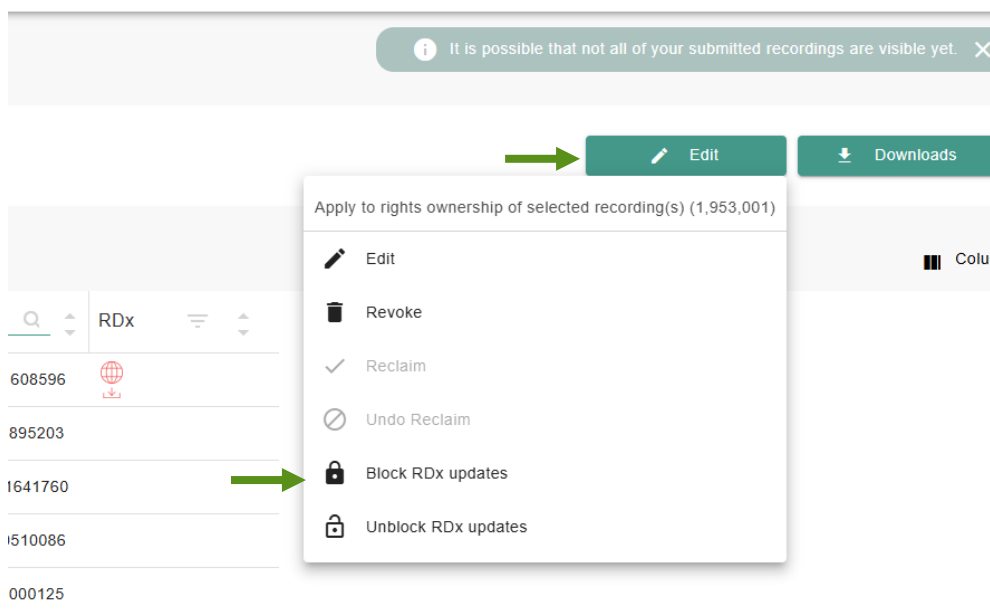 It is possible that not all of your submitted recordings are visible yet.
Edit
Downloads
Apply to rights ownership of selected recording(s) (1,953,001)
Edit
Colu
Revoke
RDx
Reclaim
608596
Undo Reclaim
895203
Block RDx updates
1641760
Unblock RDx updates
510086
000125